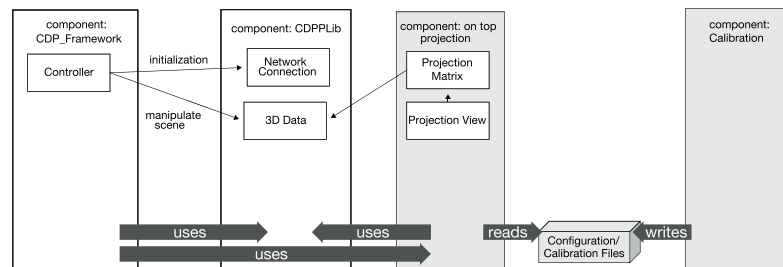 component:
CDP_Framework
Controller
initialization
manipulate
scene
component: CDPPLib
Network
Connection
3D Data
component: on top
projection
Projection
Matrix
Projection View
component:
Calibration
uses
uses
uses
reads
writes
Configuration/
Calibration Files